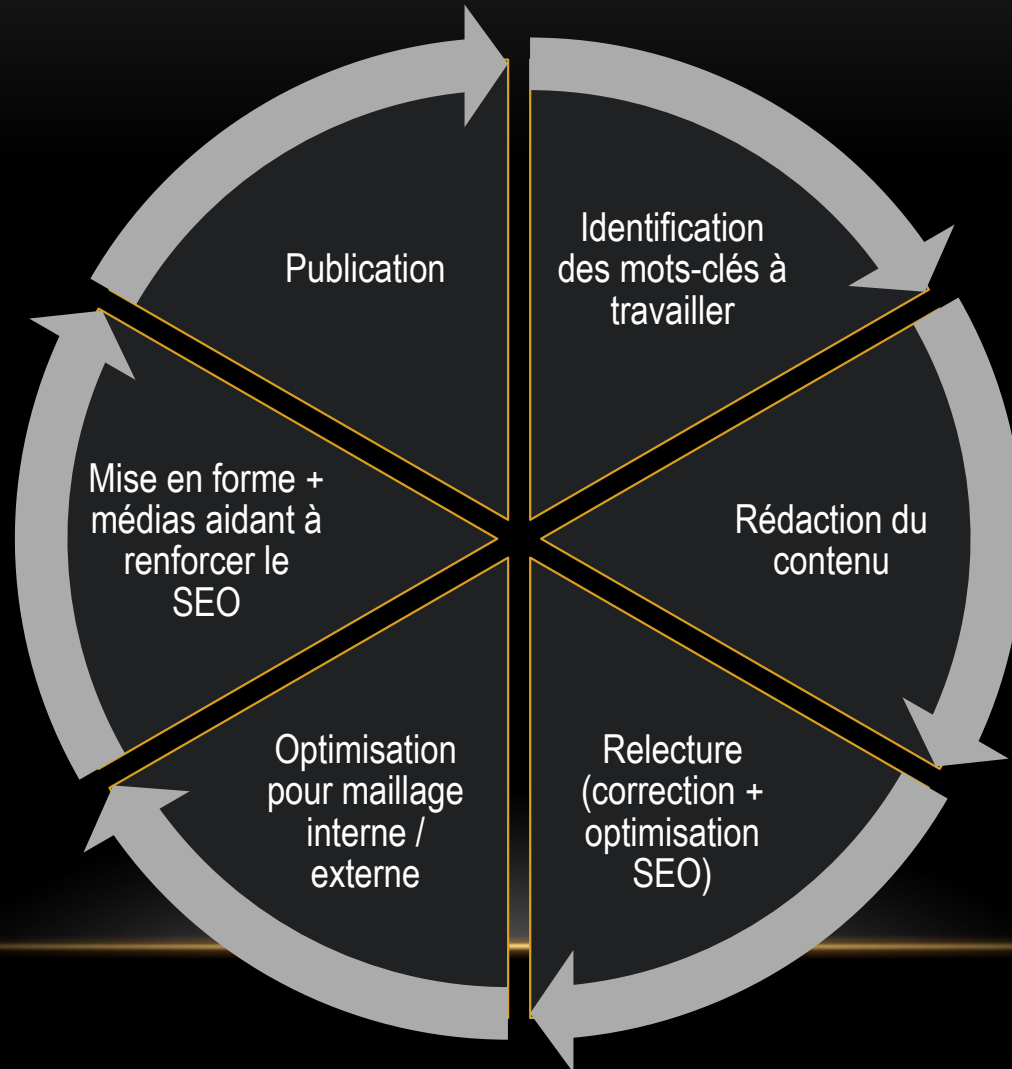 Publication
Identification
des mots-clés à
travailler
Mise en forme +
médias aidant à
renforcer le
SEO
Rédaction du
contenu
Optimisation
pour maillage
interne /
externe
Relecture
(correction +
optimisation
SEO)